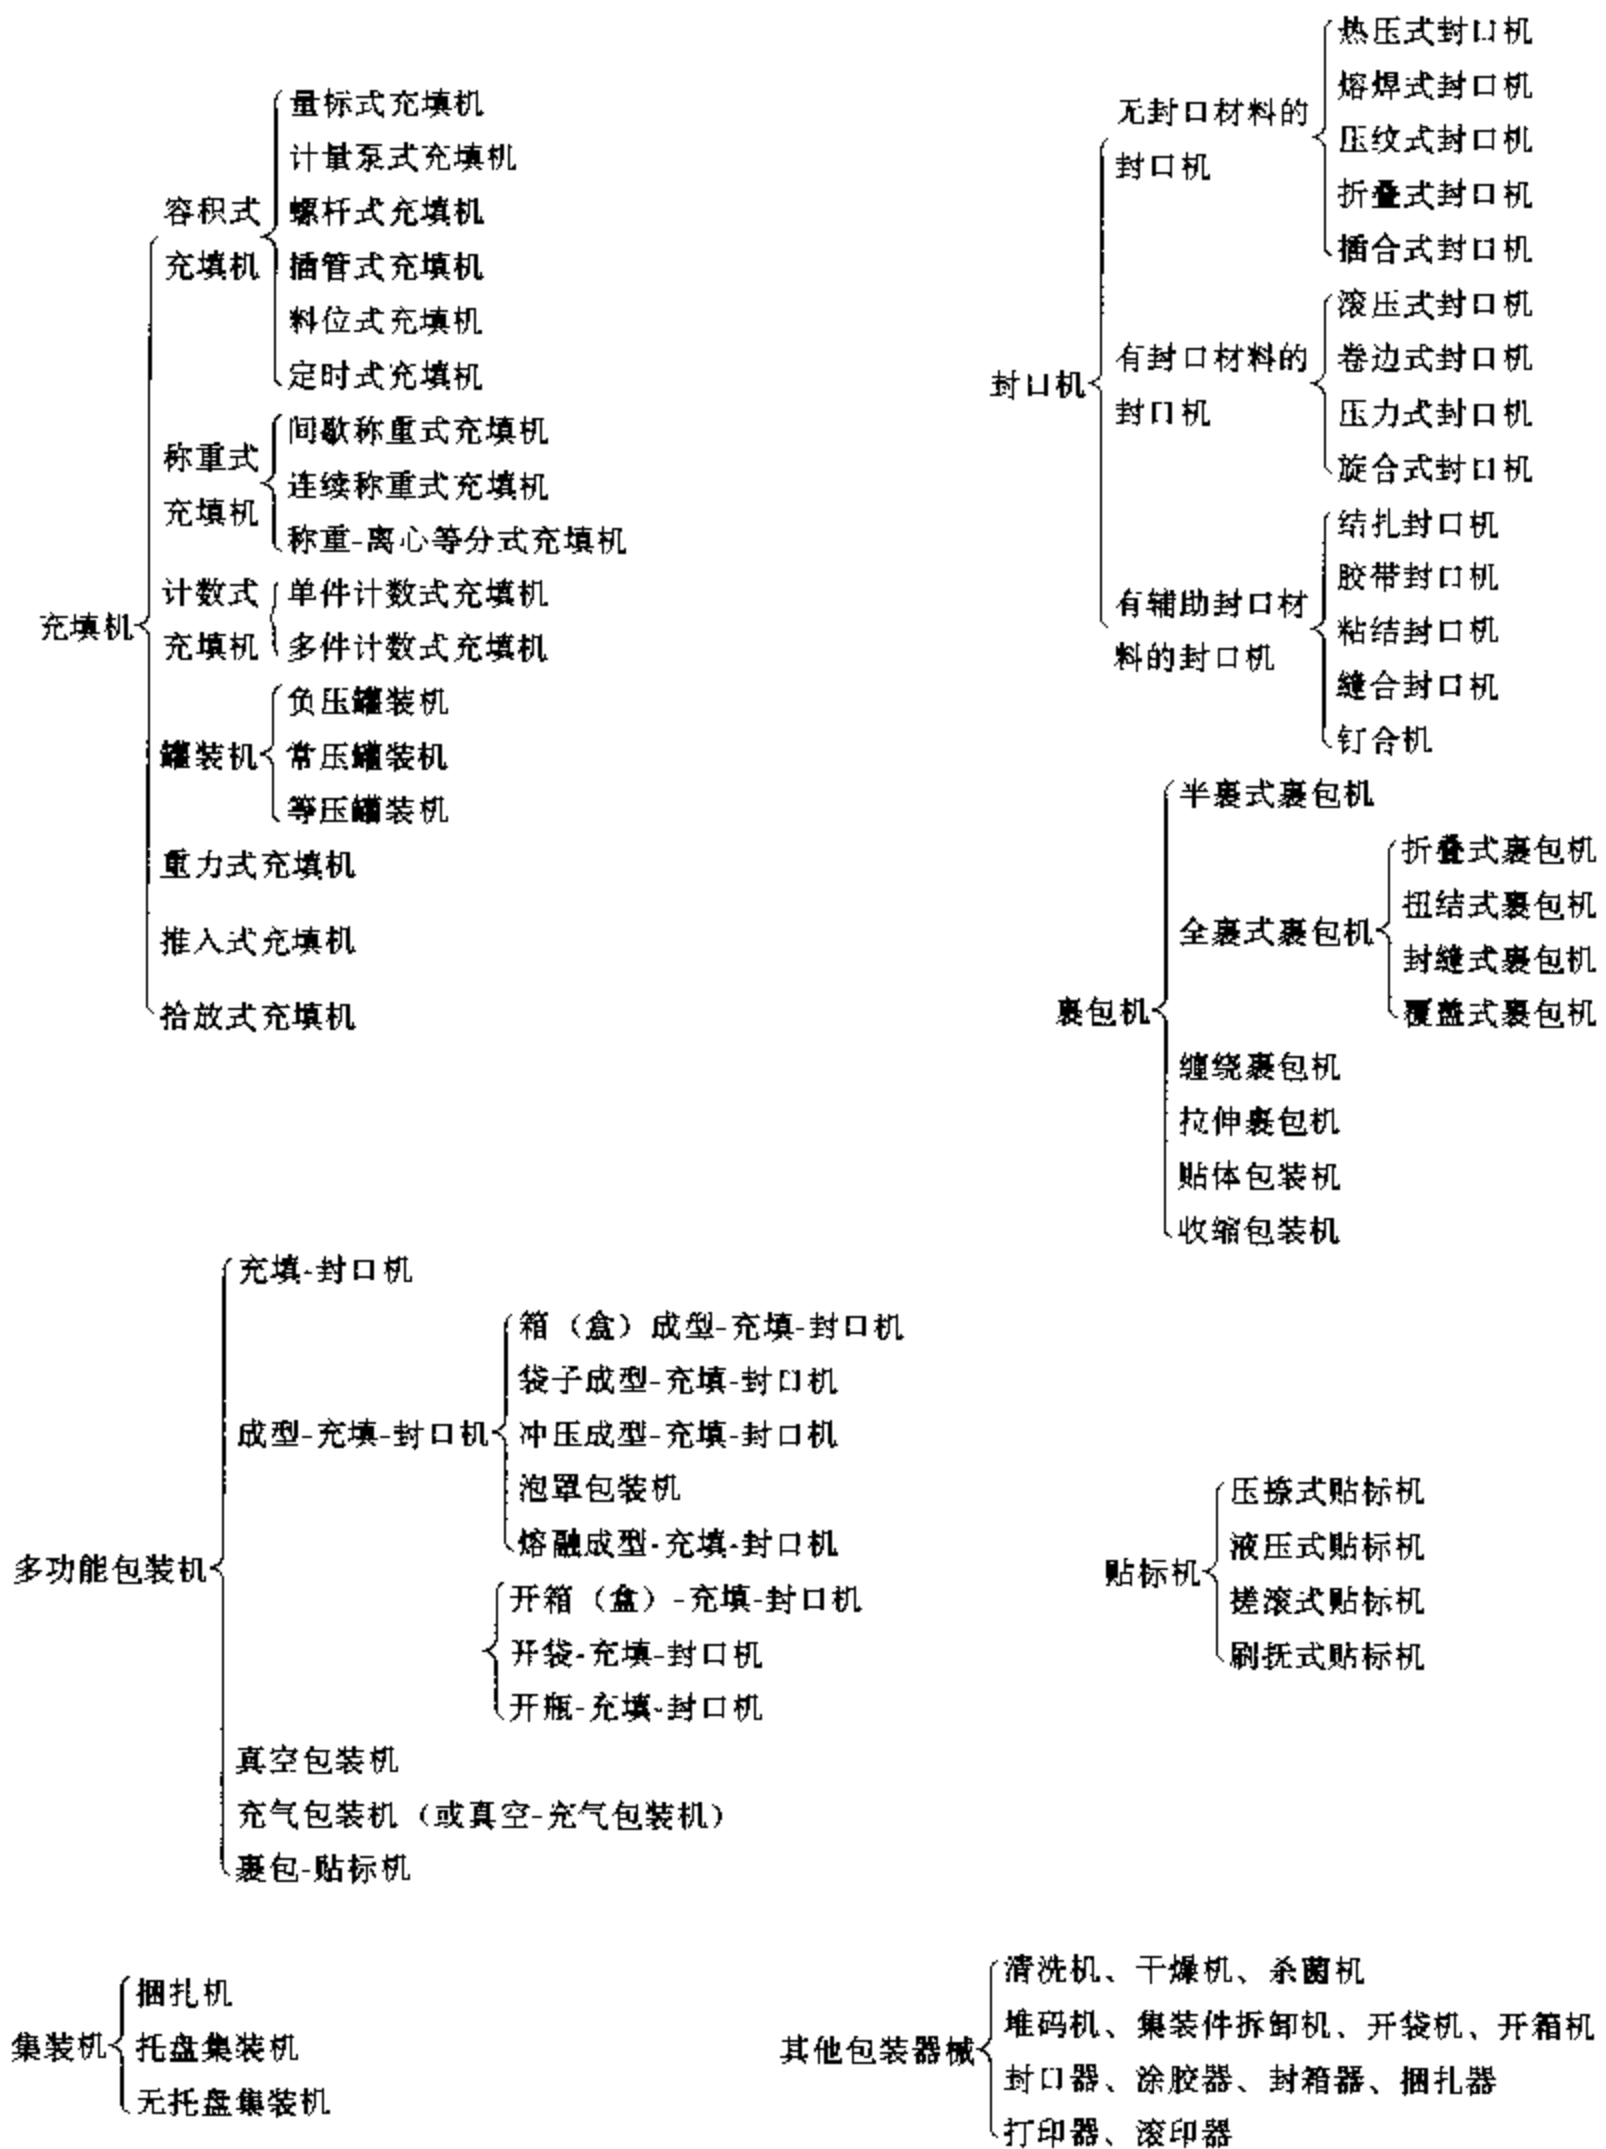 充填机
容积式
充填机
量标式充填机
计量泵式充填机
螺杆式充填机
插管式充填机
料位式充填机
定时式充填机
称重式
充填机
间歇称重式充填机
连续称重式充填机
称重-离心等分式充填机
计数式
充填机
单件计数式充填机
多件计数式充填机
罐装机
负压罐装机
常压罐装机
等压罐装机
重力式充填机
推入式充填机
拾放式充填机
封口机
无封口材料的
封口机
热压式封口机
熔焊式封口机
压纹式封口机
折叠式封口机
插合式封口机
有封口材料的
封口机
滚压式封口机
卷边式封口机
压力式封口机
旋合式封口机
有辅助封口材
料的封口机
结扎封口机
胶带封口机
粘结封口机
缝合封口机
钉合机
裹包机
半裹式裹包机
全裹式裹包机
折叠式裹包机
扭结式裹包机
封缝式裹包机
覆盖式裹包机
缠绕裹包机
拉伸裹包机
贴体包装机
收缩包装机
多功能包装机
充填-封口机
成型-充填-封口机
箱（盒）成型-充填-封口机
袋子成型-充填-封口机
冲压成型-充填-封口机
泡罩包装机
熔融成型-充填-封口机
开箱（盒）-充填-封口机
开袋-充填-封口机
开瓶-充填-封口机
真空包装机
充气包装机（或真空-充气包装机）
裹包-贴标机
贴标机
压捺式贴标机
液压式贴标机
搓滚式贴标机
刷抚式贴标机
集装机
捆扎机
托盘集装机
无托盘集装机
其他包装器械
清洗机、干燥机、杀菌机
堆码机、集装件拆卸机、开袋机、开箱机
封口器、涂胶器、封箱器、捆扎器
打印器、滚印器